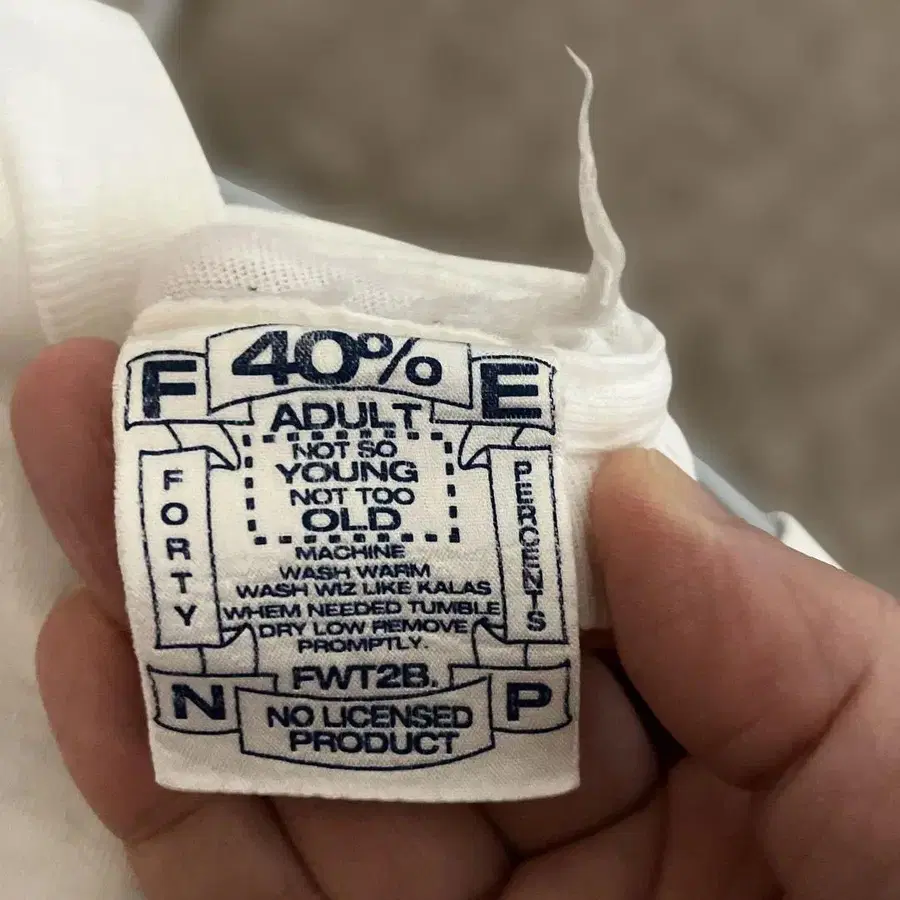 40%
F E
ADULT
NOT SO
YOUNG
NOT TOO
OLD
FORTY
PERCENTS
MACHINE
WASH WARM
WASH WIZ LIKE KALAS
WHEM NEEDED TUMBLE
DRY LOW REMOVE
PROMPTLY.
FWT2B.
N P
NO LICENSED
PRODUCT